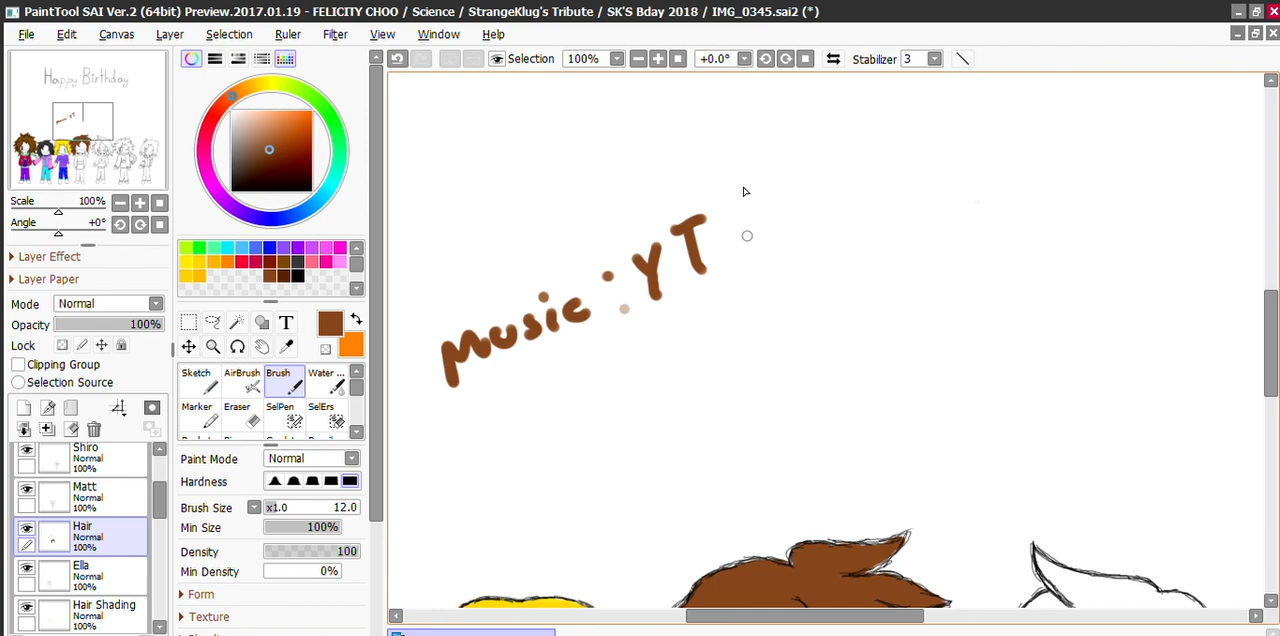 PaintTool SAI Ver.2 (64bit) Preview.2017.01.19 - FELICITY CHOO / Science / StrangeKlug's Tribute / SK'S Bday 2018 / IMG_0345.sai2 (*)
File Edit Canvas Layer Selection Ruler Filter View Window Help
Selection 100% +0.0° Stabilizer 3
Happy Birthday
Scale 100%
Angle +0°
Layer Effect
Layer Paper
Mode Normal
Opacity 100%
Lock
Clipping Group
Selection Source
Shiro
Normal
100%
Matt
Normal
100%
Hair
Normal
100%
Ella
Normal
100%
Hair Shading
Normal
100%
T
Sketch AirBrush Brush Water ...
Marker Eraser SelPen SelErs
Paint Mode Normal
Hardness
Brush Size x1.0 12.0
Min Size 100%
Density 100
Min Density 0%
Form
Texture
Music : YT